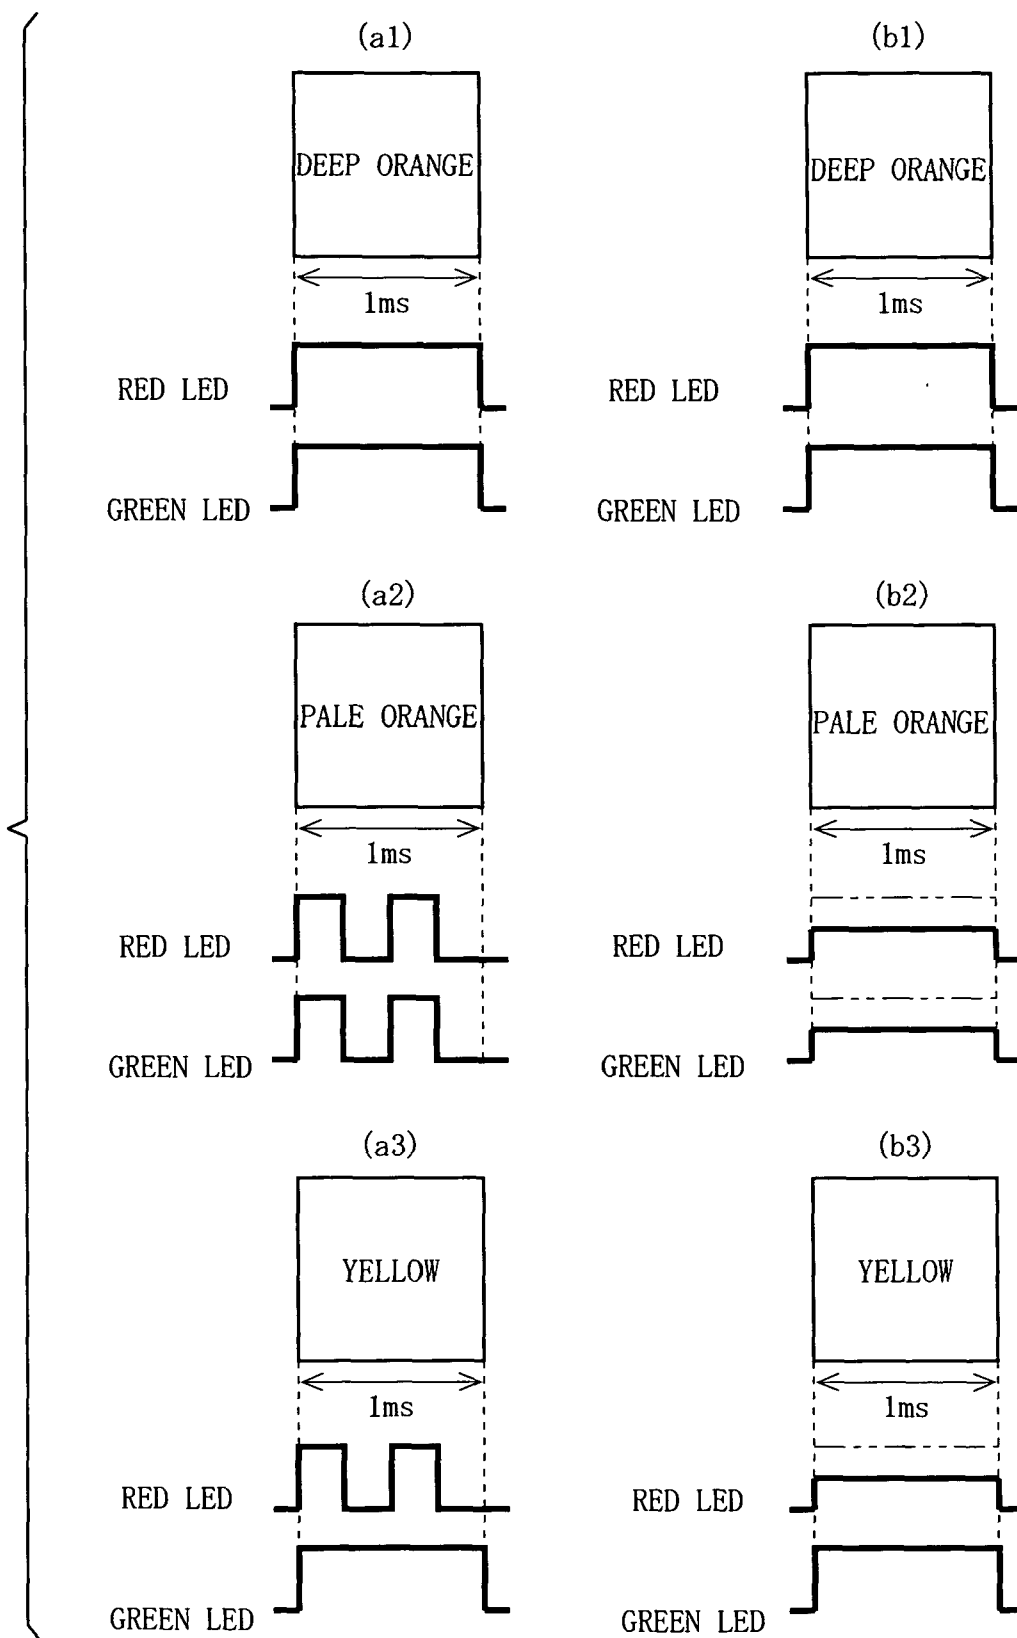 (a1)
DEEP ORANGE
1ms
RED LED
GREEN LED
(b1)
DEEP ORANGE
1ms
RED LED
GREEN LED
(a2)
PALE ORANGE
1ms
RED LED
GREEN LED
(b2)
PALE ORANGE
1ms
RED LED
GREEN LED
(a3)
YELLOW
1ms
RED LED
GREEN LED
(b3)
YELLOW
1ms
RED LED
GREEN LED